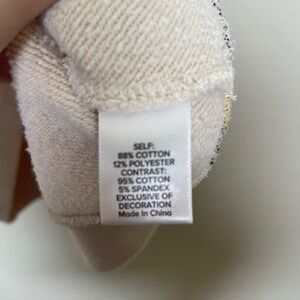 SELF:
88% COTTON
12% POLYESTER
CONTRAST:
95% COTTON
5% SPANDEX
EXCLUSIVE OF
DECORATION
Made In China